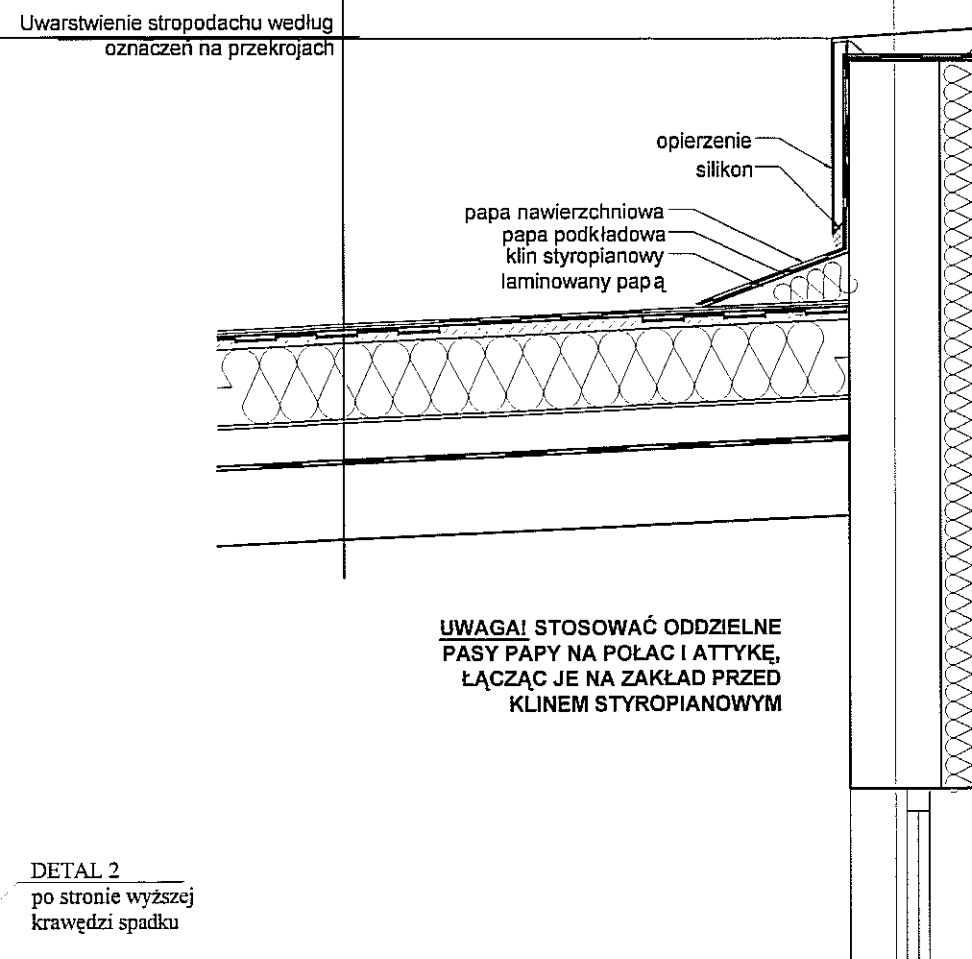 Uwarstwienie stropodachu według
oznaczeń na przekrojach
opierzenie
silikon
papa nawierzchniowa
papa podkładowa
klin styropianowy
laminowany papą
UWAGA! STOSOWAĆ ODDZIELNE
PASY PAPY NA POŁAC I ATTYKĘ,
ŁĄCZĄC JE NA ZAKŁAD PRZED
KLINEM STYROPIANOWYM
DETAL 2
po stronie wyższej
krawędzi spadku